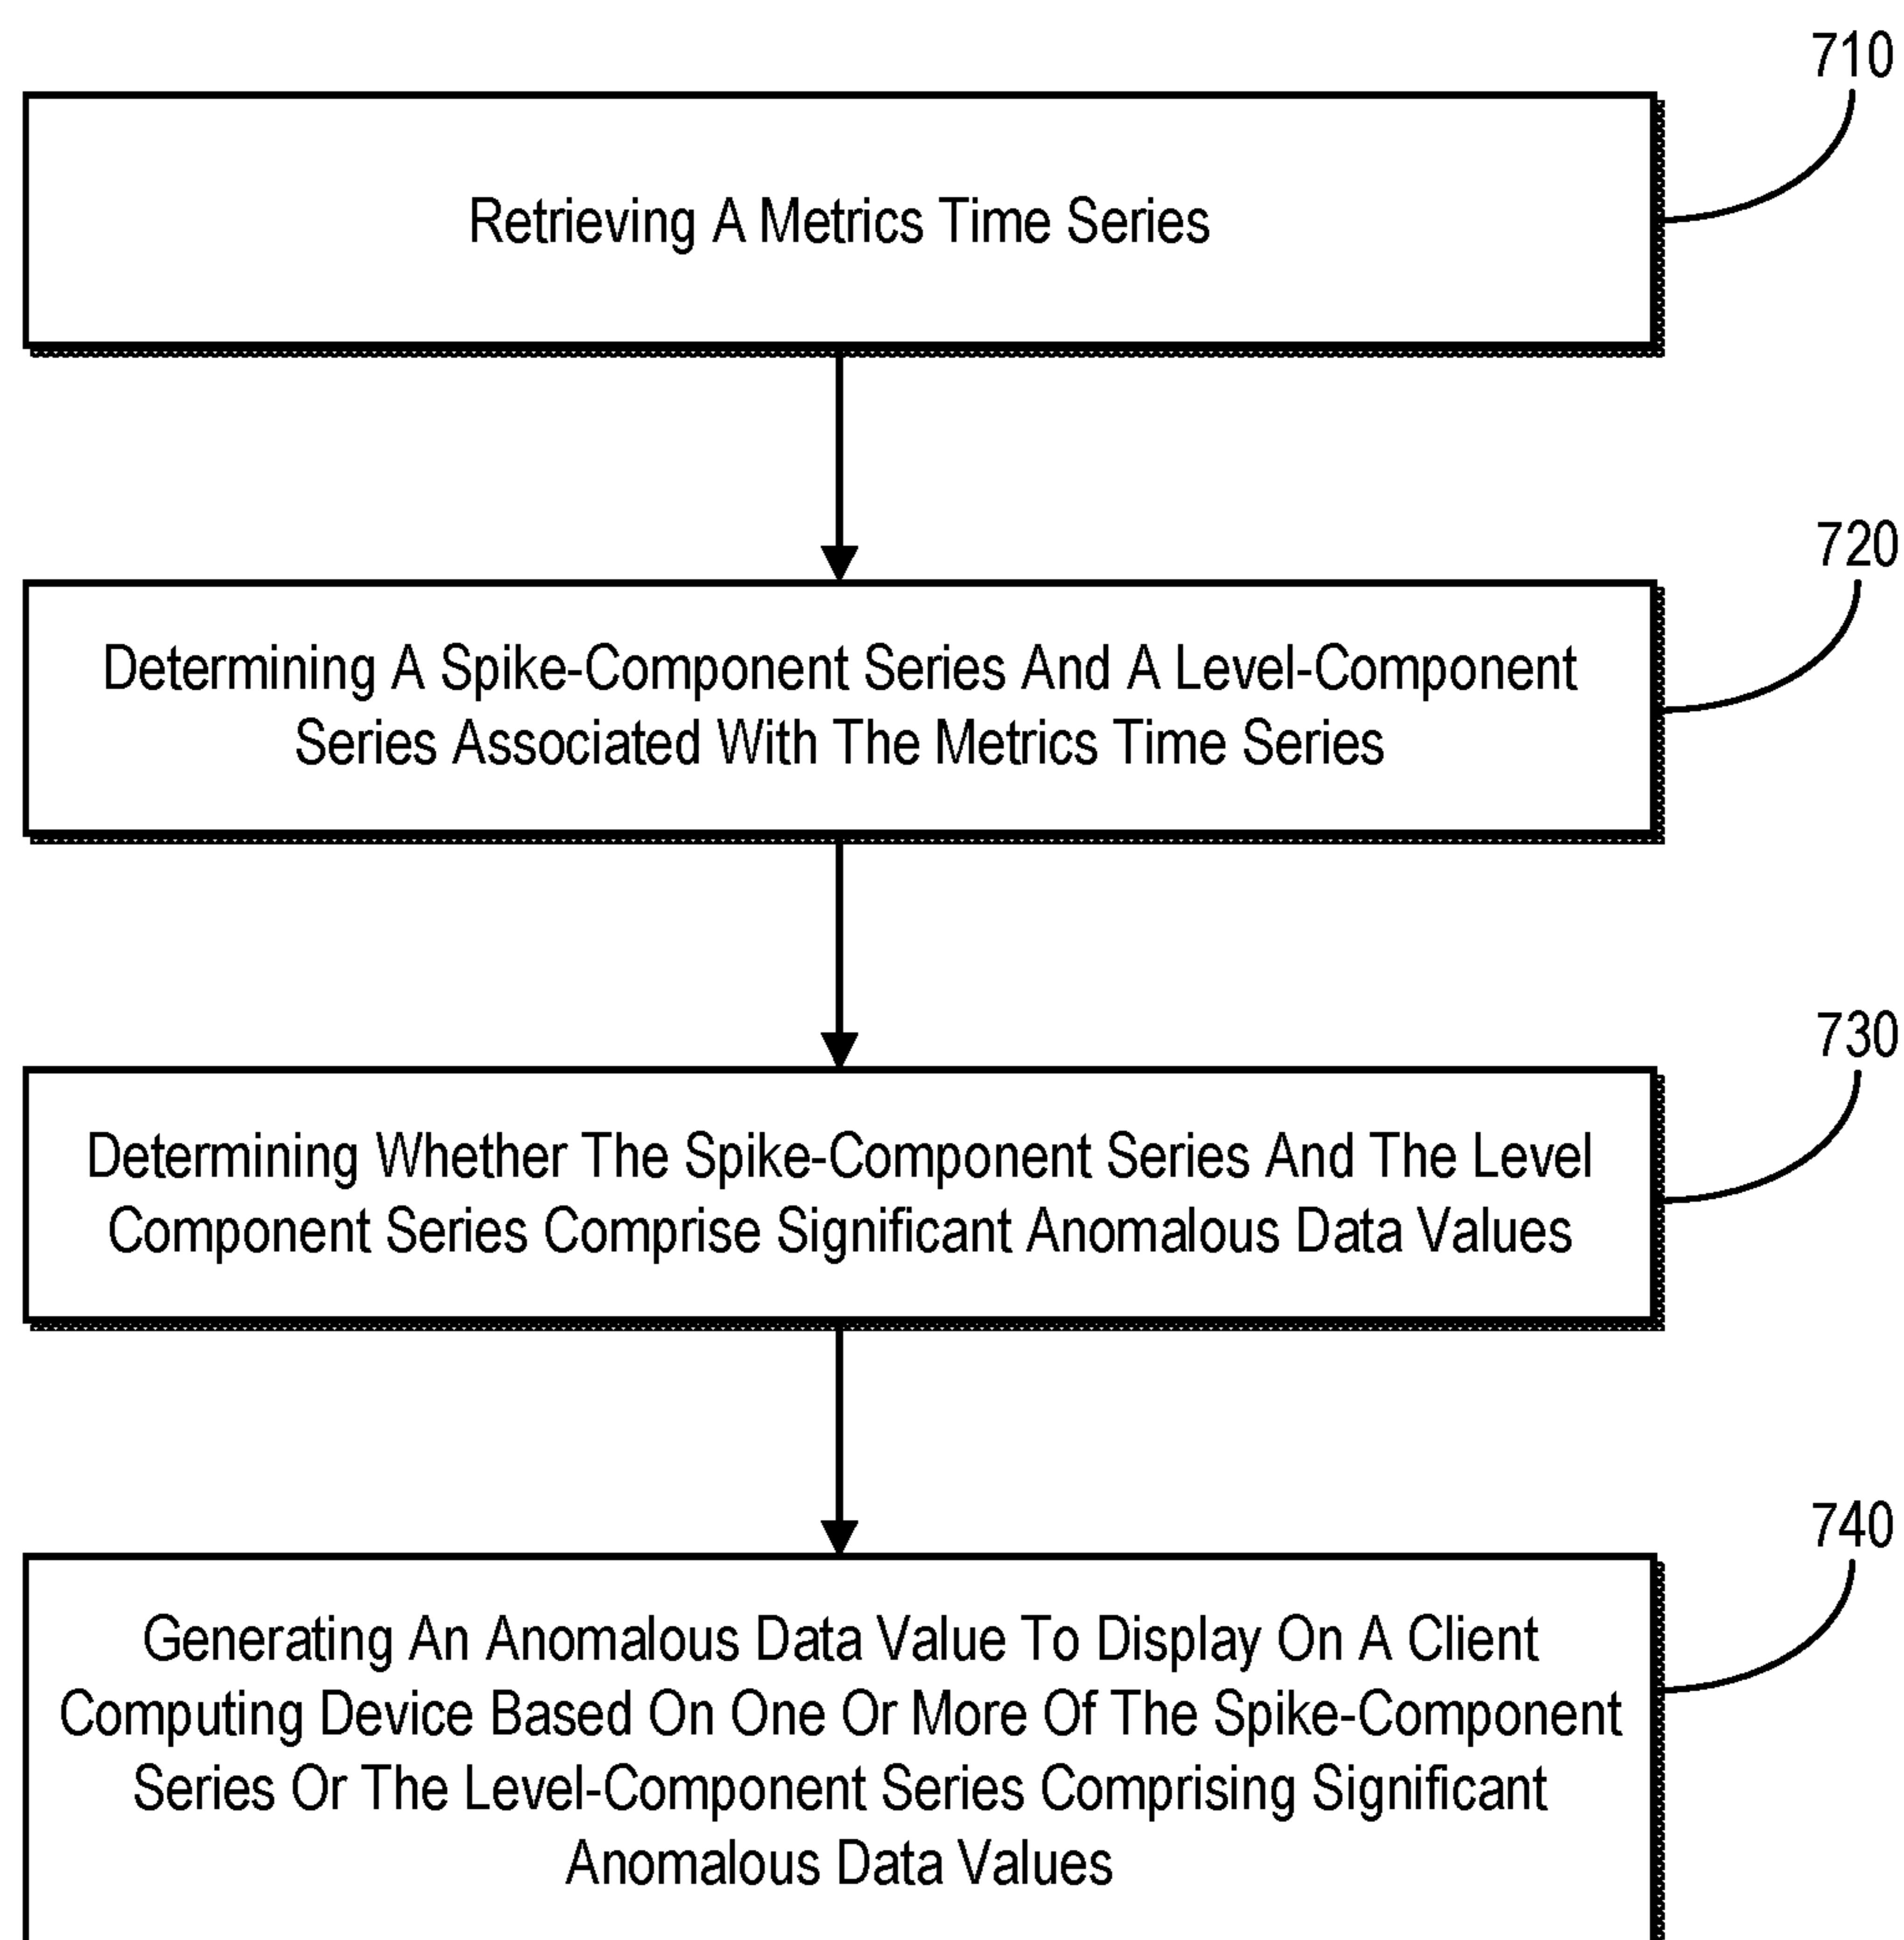 710
Retrieving A Metrics Time Series
720
Determining A Spike-Component Series And A Level-Component
Series Associated With The Metrics Time Series
730
Determining Whether The Spike-Component Series And The Level
Component Series Comprise Significant Anomalous Data Values
740
Generating An Anomalous Data Value To Display On A Client
Computing Device Based On One Or More Of The Spike-Component
Series Or The Level-Component Series Comprising Significant
Anomalous Data Values